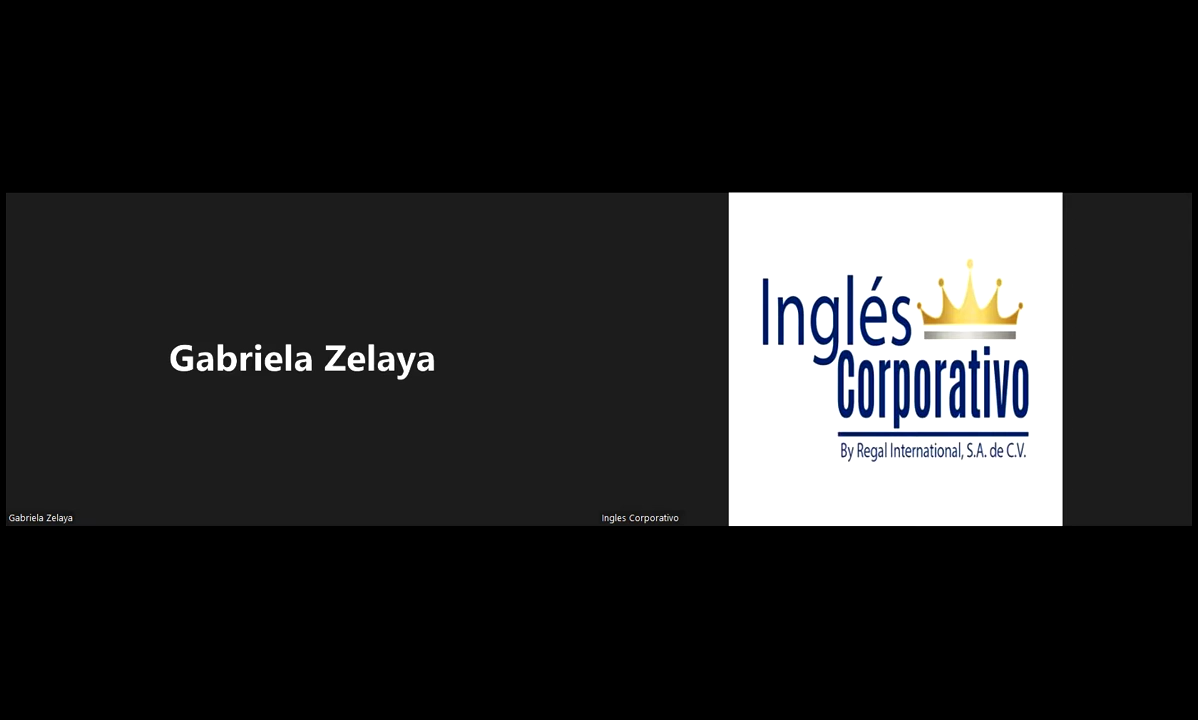 Gabriela Zelaya
Gabriela Zelaya
Inglés
Corporativo
By Regal International, S.A. de C.V.
Ingles Corporativo